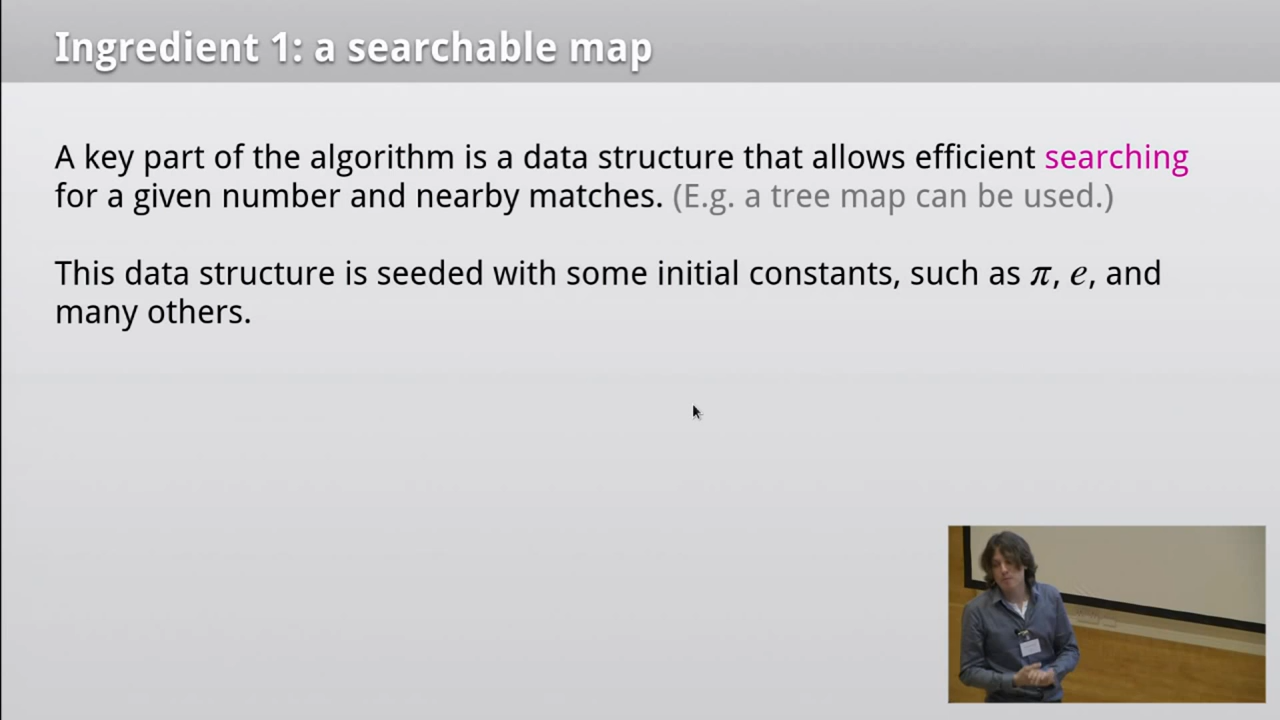 Ingredient 1: a searchable map
A key part of the algorithm is a data structure that allows efficient searching
for a given number and nearby matches. (E.g. a tree map can be used.)
This data structure is seeded with some initial constants, such as π, e, and
many others.